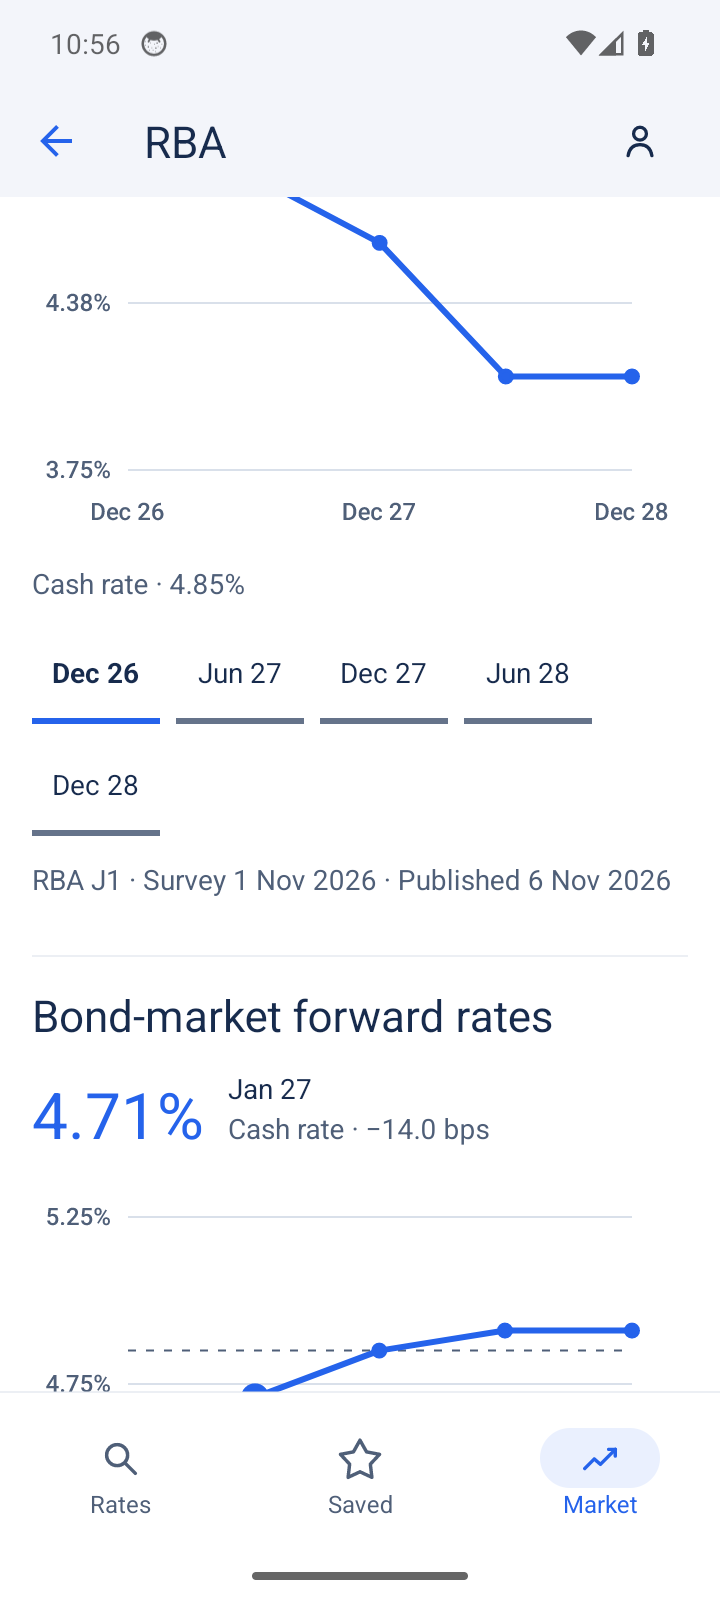 10:56
RBA
4.38%
3.75%
Dec 26 Dec 27 Dec 28
Cash rate · 4.85%
Dec 26 Jun 27 Dec 27 Jun 28
Dec 28
RBA J1 · Survey 1 Nov 2026 · Published 6 Nov 2026
Bond-market forward rates
4.71%
Jan 27
Cash rate · −14.0 bps
5.25%
4.75%
Rates Saved Market